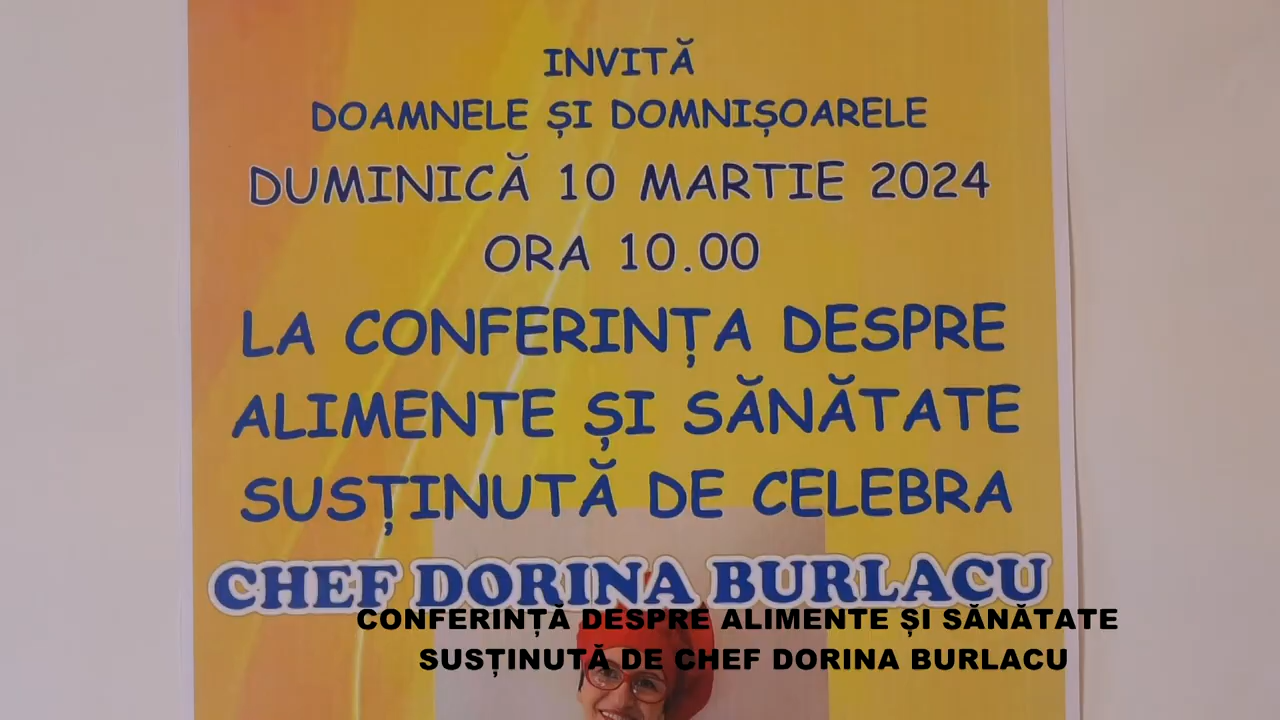 INVITĂ
DOAMNELE ȘI DOMNIȘOARELE
DUMINICĂ 10 MARTIE 2024
ORA 10.00
LA CONFERINȚA DESPRE
ALIMENTE ȘI SĂNĂTATE
SUSȚINUTĂ DE CELEBRA
CHEF DORINA BURLACU
CONFERINȚĂ DESPRE ALIMENTE ȘI SĂNĂTATE
SUSȚINUTĂ DE CHEF DORINA BURLACU